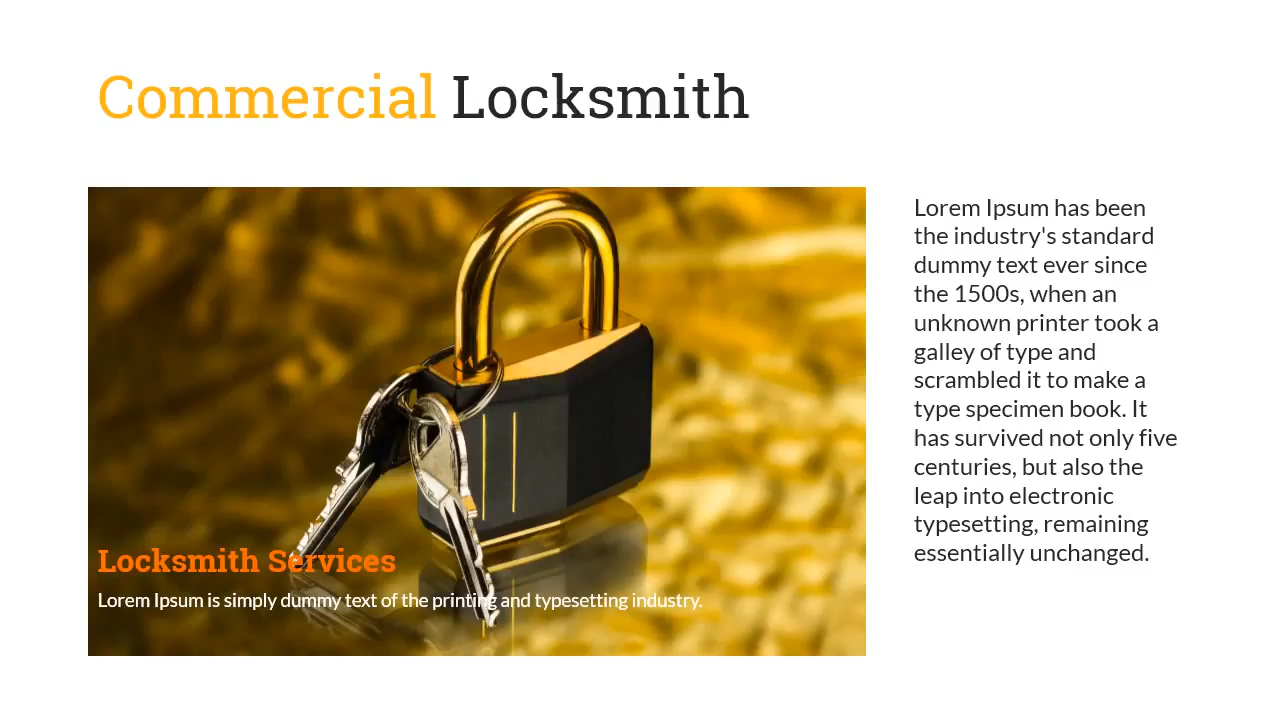 Commercial Locksmith
Locksmith Services
Lorem Ipsum is simply dummy text of the printing and typesetting industry.
Lorem Ipsum has been
the industry's standard
dummy text ever since
the 1500s, when an
unknown printer took a
galley of type and
scrambled it to make a
type specimen book. It
has survived not only five
centuries, but also the
leap into electronic
typesetting, remaining
essentially unchanged.